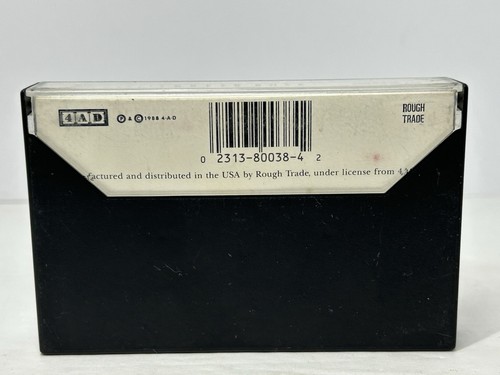 4AD Ⓟ & Ⓒ 1988 4·A·D
ROUGH
TRADE
0 2313-80038-4 2
factured and distributed in the USA by Rough Trade, under license from